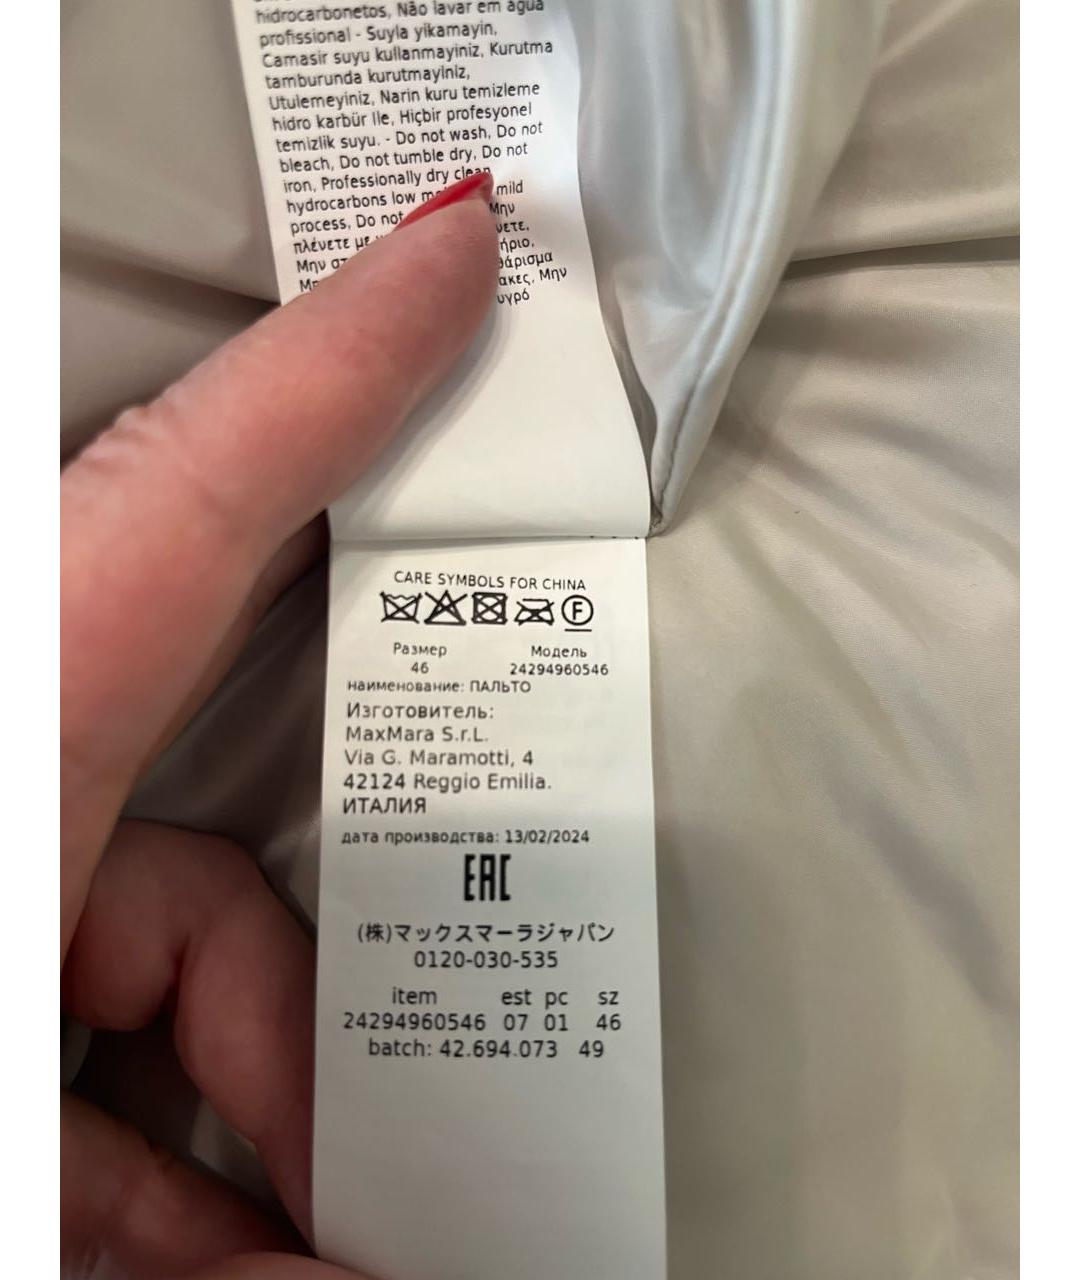 hidrocarbonetos, Não lavar em água
profissional - Suyla yikamayin,
Camasir suyu kullanmayiniz, Kurutma
tamburunda kurutmayiniz,
Utulemeyiniz, Narin kuru temizleme
hidro karbür Ile, Hiçbir profesyonel
temizlik suyu. - Do not wash, Do not
bleach, Do not tumble dry, Do not
iron, Professionally dry clean
hydrocarbons low mild
process, Do not Μην
πλένετε με
Μην
CARE SYMBOLS FOR CHINA
F
Размер Модель
46 24294960546
наименование: ПАЛЬТО
Изготовитель:
MaxMara S.r.L.
Via G. Maramotti, 4
42124 Reggio Emilia.
ИТАЛИЯ
дата производства: 13/02/2024
EAC
(株)マックスマーラジャパン
0120-030-535
item est pc sz
24294960546 07 01 46
batch: 42.694.073 49